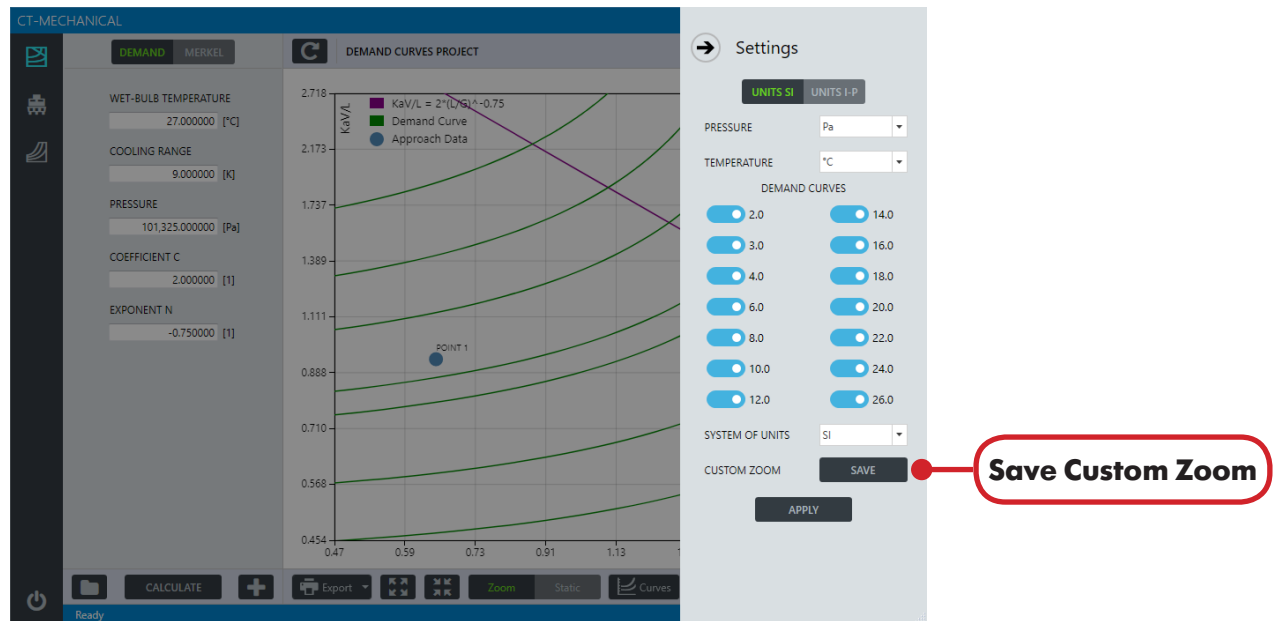 CT-MECHANICAL
DEMAND MERKEL
DEMAND CURVES PROJECT
WET-BULB TEMPERATURE
27.000000 [°C]
COOLING RANGE
9.000000 [K]
PRESSURE
101,325.000000 [Pa]
COEFFICIENT C
2.000000 [1]
EXPONENT N
-0.750000 [1]
KaV/L
KaV/L = 2*(L/G)^-0.75
Demand Curve
Approach Data
2.718
2.173
1.737
1.389
1.111
0.888
0.710
0.568
0.454
POINT 1
0.47 0.59 0.73 0.91 1.13 1
CALCULATE
Export
Zoom Static
Curves
Ready
Settings
UNITS SI UNITS I-P
PRESSURE Pa
TEMPERATURE °C
DEMAND CURVES
2.0 14.0
3.0 16.0
4.0 18.0
6.0 20.0
8.0 22.0
10.0 24.0
12.0 26.0
SYSTEM OF UNITS SI
CUSTOM ZOOM SAVE
APPLY
Save Custom Zoom